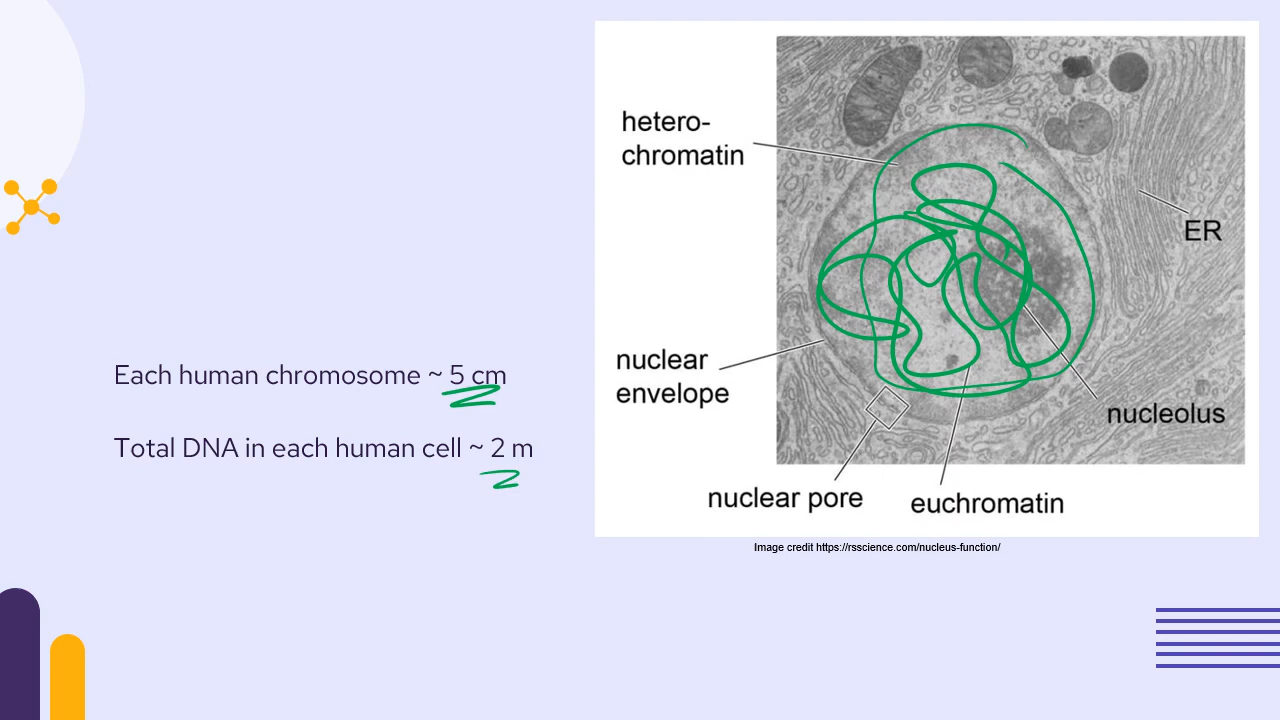 Each human chromosome ~ 5 cm
Total DNA in each human cell ~ 2 m
hetero-
chromatin
ER
nuclear
envelope
nucleolus
nuclear pore
euchromatin
Image credit https://rsscience.com/nucleus-function/